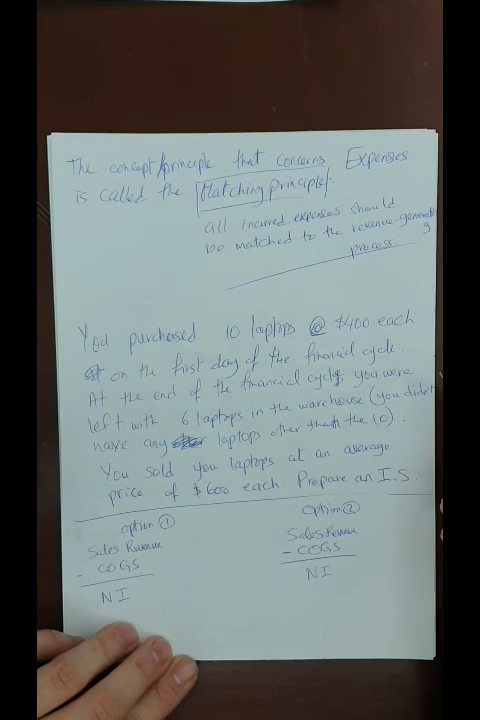 The concept/principle that concerns Expenses
is called the Matching principle:-
all incurred expenses should
be matched to the revenue-generating
process.
You purchased 10 laptops @ $400 each
on the first day of the financial cycle.
At the end of the financial cycle, you were
left with 6 laptops in the warehouse (you didn't
have any laptops other than the 10).
You sold you laptops at an average
price of $600 each. Prepare an I.S.
Option ①
Sales Revenue
- COGS
NI
Option ②
Sales Revenue
- COGS
NI